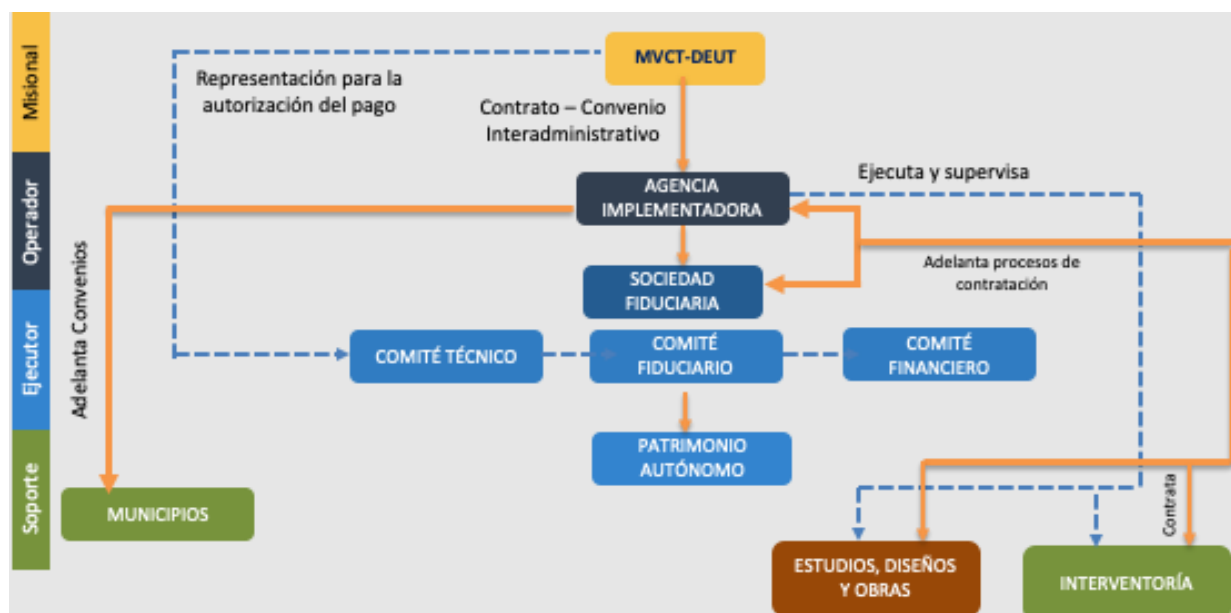 Misional
MVCT-DEUT
Representación para la
autorización del pago
Contrato – Convenio
Interadministrativo
Operador
AGENCIA
IMPLEMENTADORA
Ejecuta y supervisa
Adelanta Convenios
SOCIEDAD
FIDUCIARIA
Adelanta procesos de
contratación
Ejecutor
COMITÉ TÉCNICO
COMITÉ
FIDUCIARIO
COMITÉ
FINANCIERO
PATRIMONIO
AUTÓNOMO
Soporte
MUNICIPIOS
Contrata
ESTUDIOS, DISEÑOS
Y OBRAS
INTERVENTORÍA